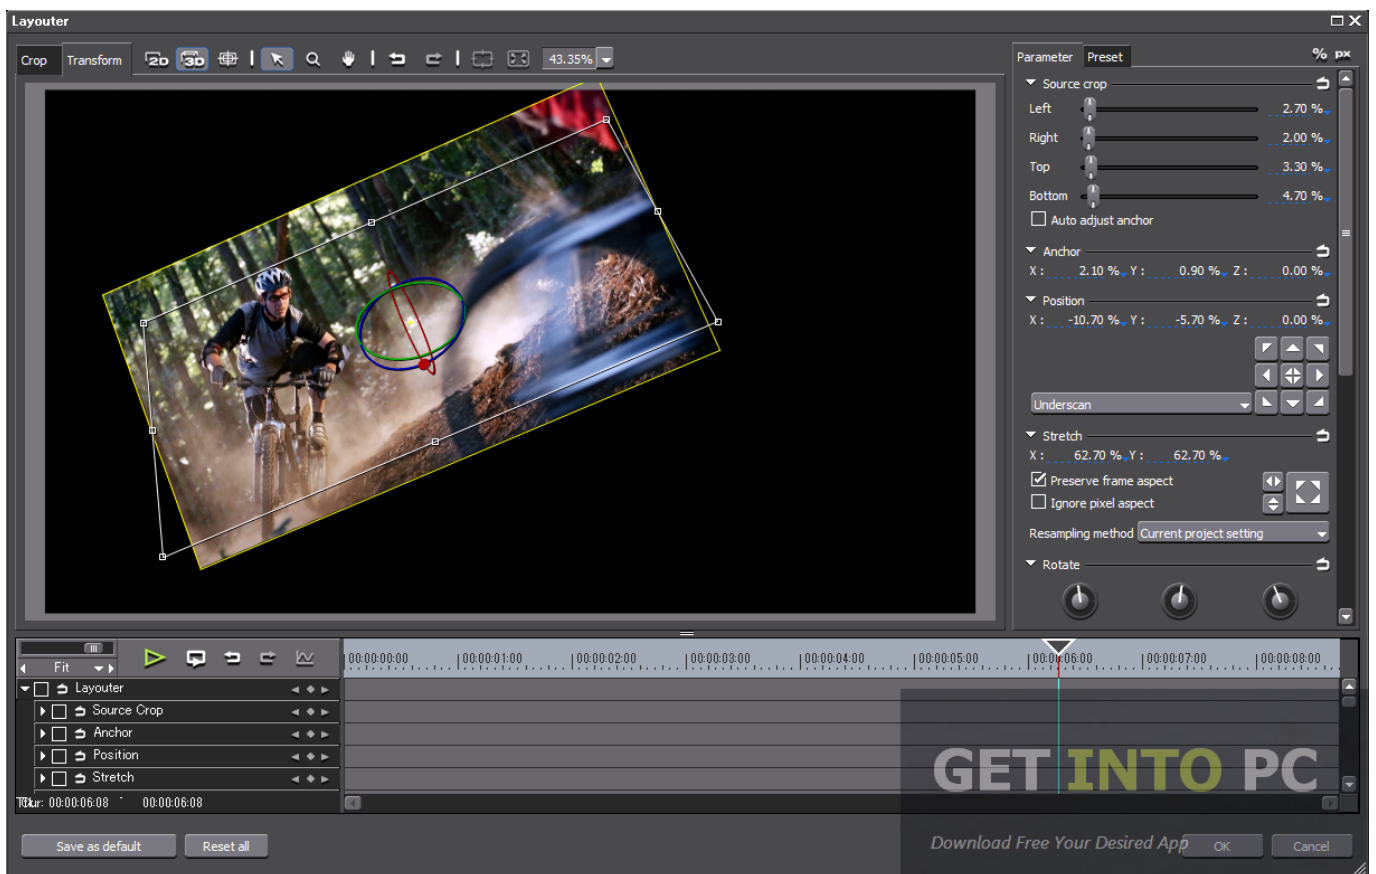 Layouter
Crop Transform 2D 3D 43.35%
Parameter Preset % px
Source crop
Left 2.70 %
Right 2.00 %
Top 3.30 %
Bottom 4.70 %
Auto adjust anchor
Anchor
X : 2.10 % Y : 0.90 % Z : 0.00 %
Position
X : -10.70 % Y : -5.70 % Z : 0.00 %
Underscan
Stretch
X : 62.70 % Y : 62.70 %
Preserve frame aspect
Ignore pixel aspect
Resampling method Current project setting
Rotate
Fit
00:00:00:00 00:00:01:00 00:00:02:00 00:00:03:00 00:00:04:00 00:00:05:00 00:00:06:00 00:00:07:00 00:00:08:00
Layouter
Source Crop
Anchor
Position
Stretch
00:00:06:08 00:00:06:08
GET INTO PC
Download Free Your Desired App
Save as default Reset all OK Cancel